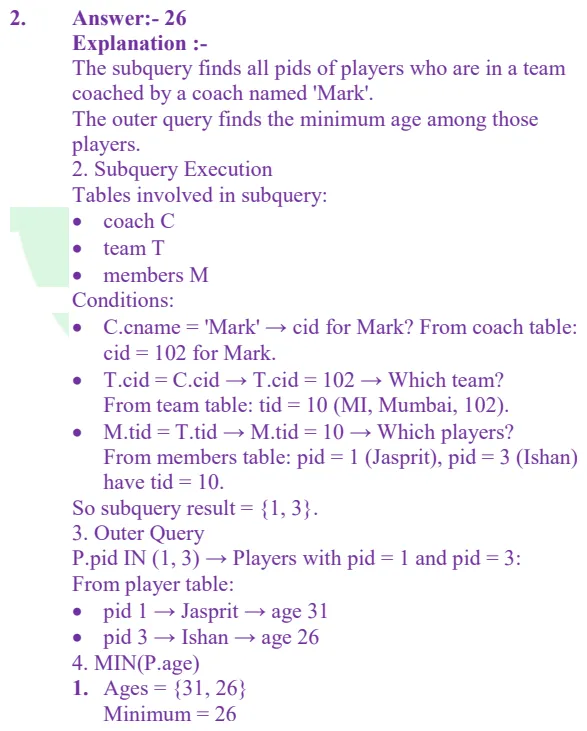 2. Answer:- 26
Explanation :-
The subquery finds all pids of players who are in a team
coached by a coach named 'Mark'.
The outer query finds the minimum age among those
players.
2. Subquery Execution
Tables involved in subquery:
• coach C
• team T
• members M
Conditions:
• C.cname = 'Mark' → cid for Mark? From coach table:
cid = 102 for Mark.
• T.cid = C.cid → T.cid = 102 → Which team?
From team table: tid = 10 (MI, Mumbai, 102).
• M.tid = T.tid → M.tid = 10 → Which players?
From members table: pid = 1 (Jasprit), pid = 3 (Ishan)
have tid = 10.
So subquery result = {1, 3}.
3. Outer Query
P.pid IN (1, 3) → Players with pid = 1 and pid = 3:
From player table:
• pid 1 → Jasprit → age 31
• pid 3 → Ishan → age 26
4. MIN(P.age)
1. Ages = {31, 26}
Minimum = 26